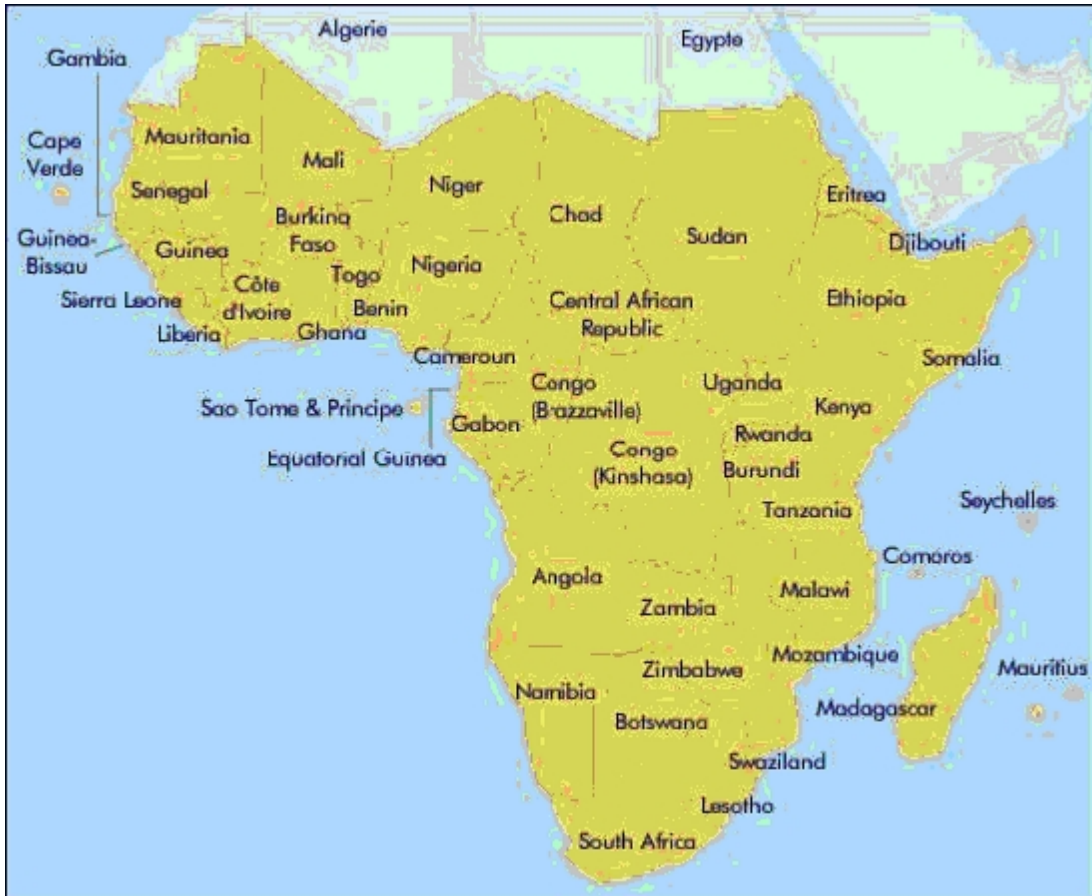 Algerie
Egypte
Gambia
Mauritania
Cape
Verde
Mali
Niger
Senegal
Eritrea
Chad
Burkina
Faso
Sudan
Guinea-
Bissau
Guinea
Djibouti
Togo
Nigeria
Côte
d'Ivoire
Sierra Leone
Benin
Central African
Republic
Ethiopia
Liberia
Ghana
Cameroun
Somalia
Congo
(Brazzaville)
Uganda
Sao Tome & Principe
Kenya
Gabon
Rwanda
Equatorial Guinea
Congo
(Kinshasa)
Burundi
Seychelles
Tanzania
Comoros
Angola
Malawi
Zambia
Mozambique
Zimbabwe
Mauritius
Namibia
Madagascar
Botswana
Swaziland
Lesotho
South Africa